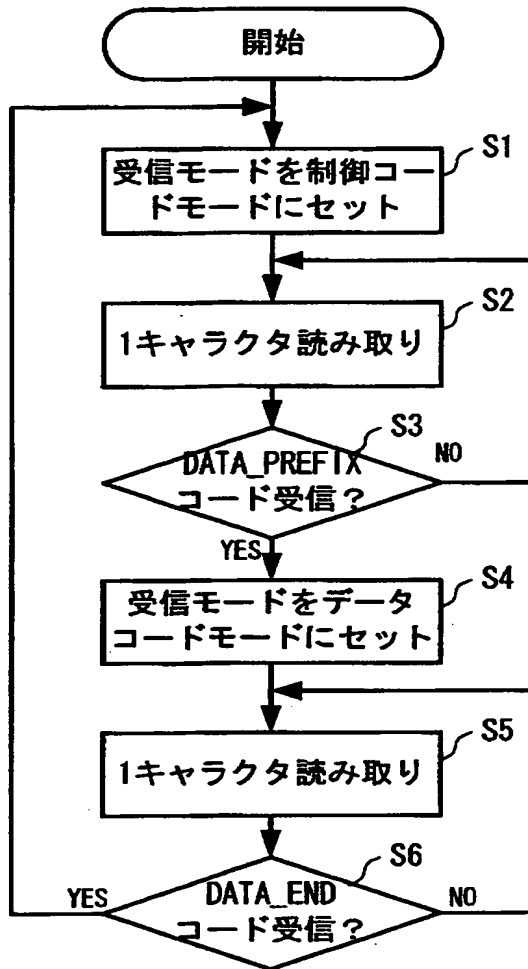 開始
受信モードを制御コー
ドモードにセット
S1
1キャラクタ読み取り
S2
DATA_PREFIX
コード受信?
S3
NO
YES
受信モードをデータ
コードモードにセット
S4
1キャラクタ読み取り
S5
DATA_END
コード受信?
S6
YES
NO